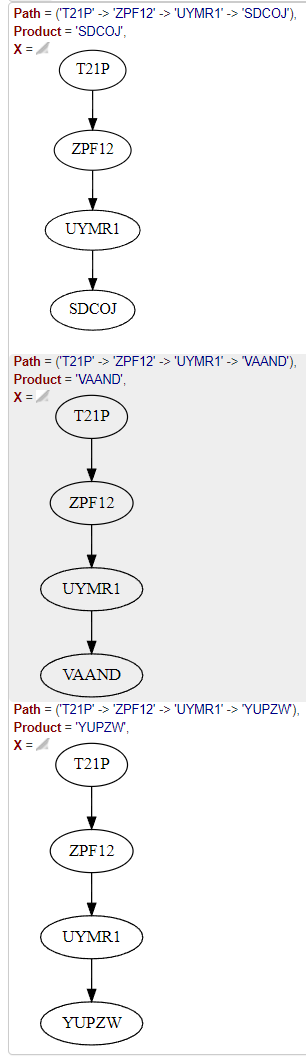 Path = ('T21P' -> 'ZPF12' -> 'UYMR1' -> 'SDCOJ'),
Product = 'SDCOJ',
X =
T21P
ZPF12
UYMR1
SDCOJ
Path = ('T21P' -> 'ZPF12' -> 'UYMR1' -> 'VAAND'),
Product = 'VAAND',
X =
T21P
ZPF12
UYMR1
VAAND
Path = ('T21P' -> 'ZPF12' -> 'UYMR1' -> 'YUPZW'),
Product = 'YUPZW',
X =
T21P
ZPF12
UYMR1
YUPZW